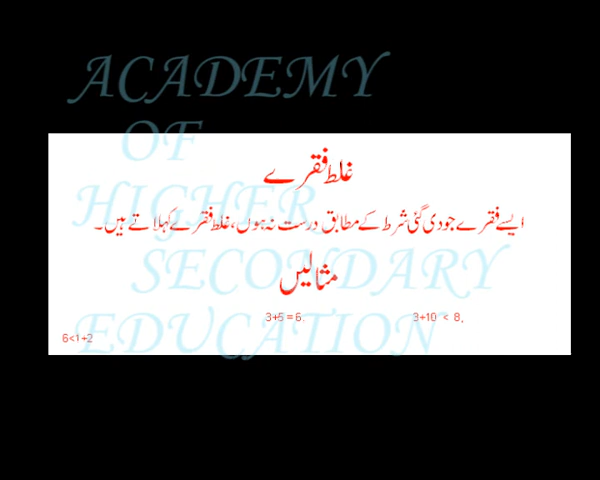 ACADEMY
OF
HIGHER
SECONDARY
EDUCATION
غلط فقرے
ایسے فقرے جو دی گئی شرط کے مطابق درست نہ ہوں، غلط فقرے کہلاتے ہیں۔
مثالیں
3+10 < 8, 3+5 = 6.
6<1+2